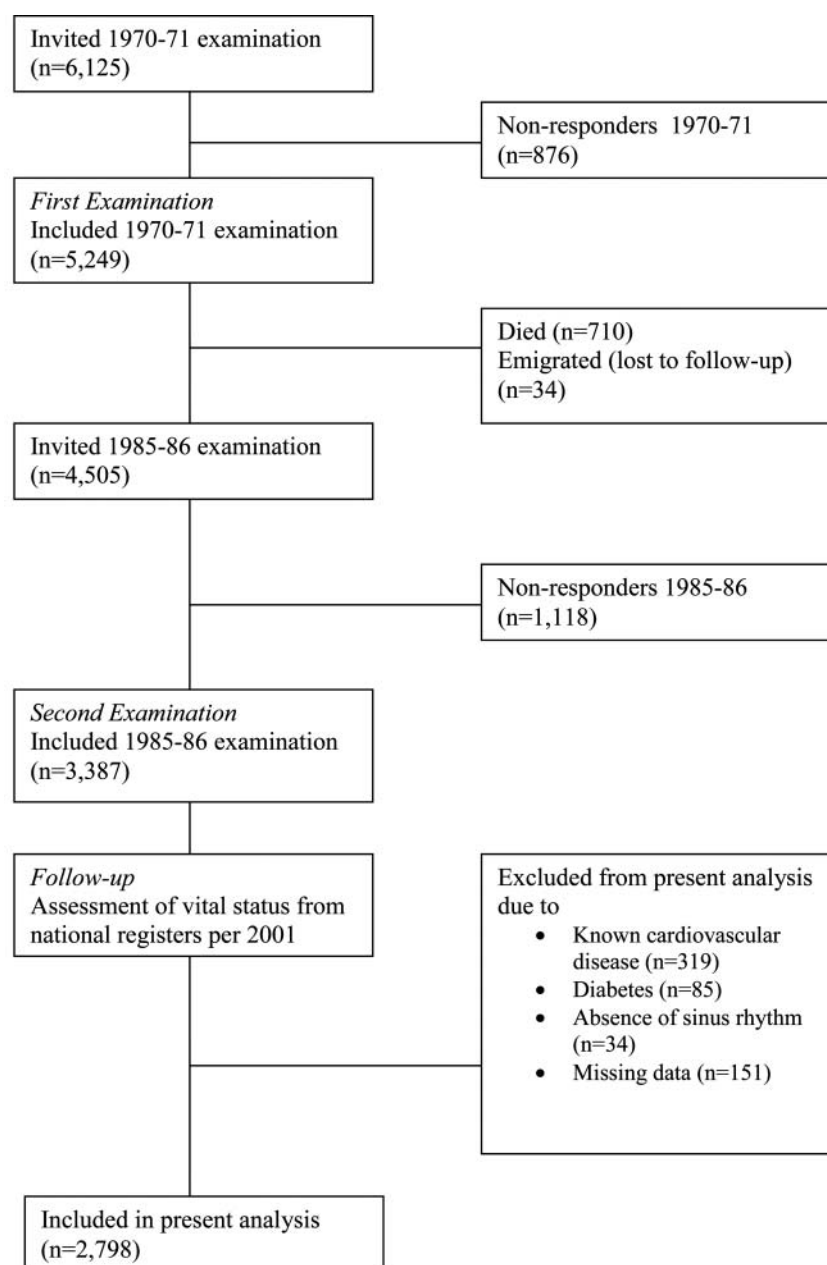 Invited 1970-71 examination
(n=6,125)
Non-responders 1970-71
(n=876)
First Examination
Included 1970-71 examination
(n=5,249)
Died (n=710)
Emigrated (lost to follow-up)
(n=34)
Invited 1985-86 examination
(n=4,505)
Non-responders 1985-86
(n=1,118)
Second Examination
Included 1985-86 examination
(n=3,387)
Follow-up
Assessment of vital status from
national registers per 2001
Excluded from present analysis
due to
• Known cardiovascular
disease (n=319)
• Diabetes (n=85)
• Absence of sinus rhythm
(n=34)
• Missing data (n=151)
Included in present analysis
(n=2,798)